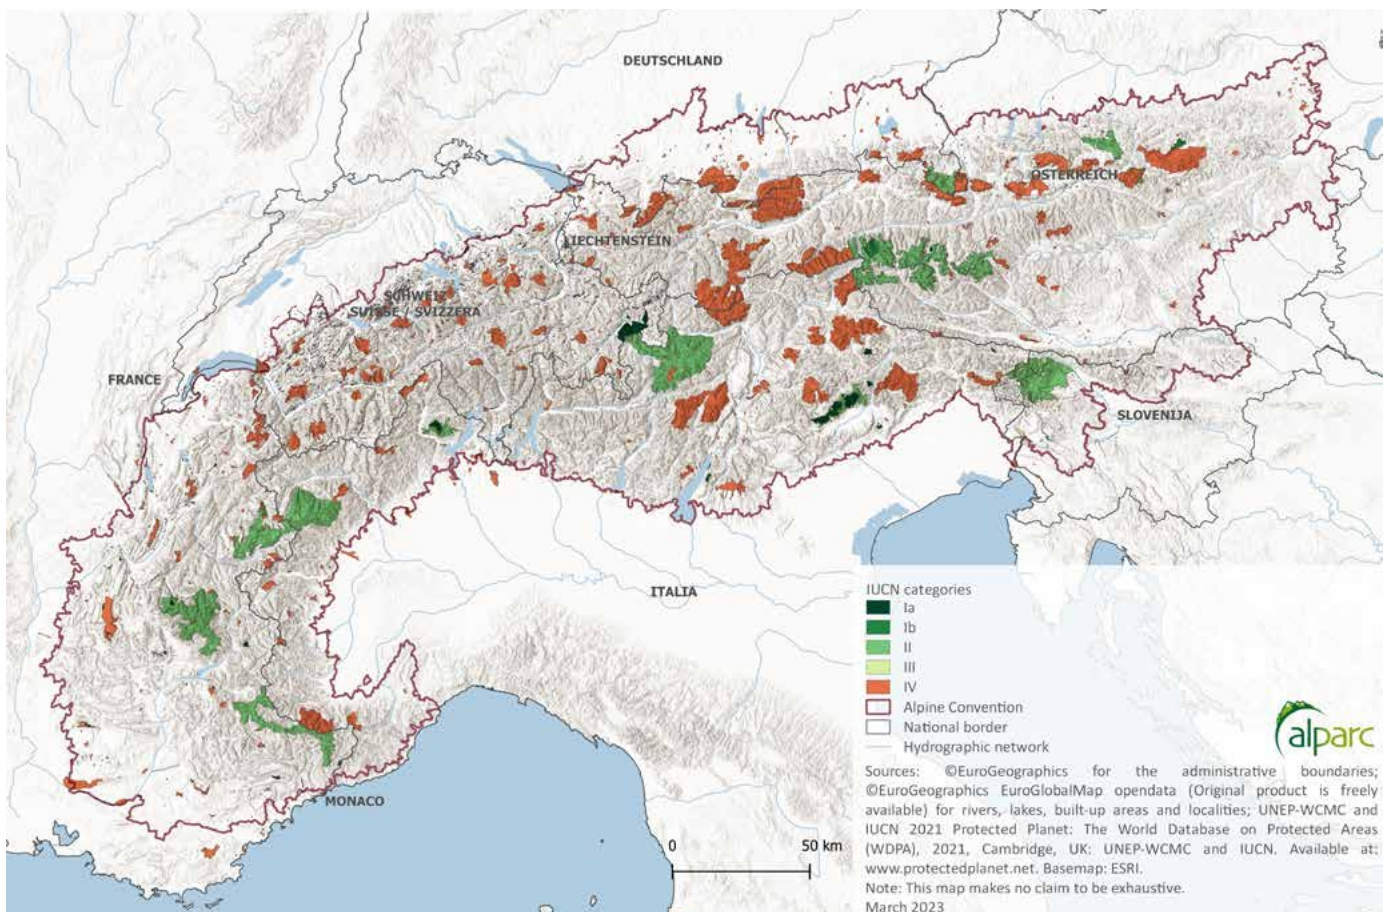 DEUTSCHLAND
ÖSTERREICH
LIECHTENSTEIN
SCHWEIZ
SUISSE / SVIZZERA
FRANCE
SLOVENIJA
ITALIA
MONACO
IUCN categories
Ia
Ib
II
III
IV
Alpine Convention
National border
Hydrographic network
alparc
0 50 km
Sources: ©EuroGeographics for the administrative boundaries;
©EuroGeographics EuroGlobalMap opendata (Original product is freely
available) for rivers, lakes, built-up areas and localities; UNEP-WCMC and
IUCN 2021 Protected Planet: The World Database on Protected Areas
(WDPA), 2021, Cambridge, UK: UNEP-WCMC and IUCN. Available at:
www.protectedplanet.net. Basemap: ESRI.
Note: This map makes no claim to be exhaustive.
March 2023